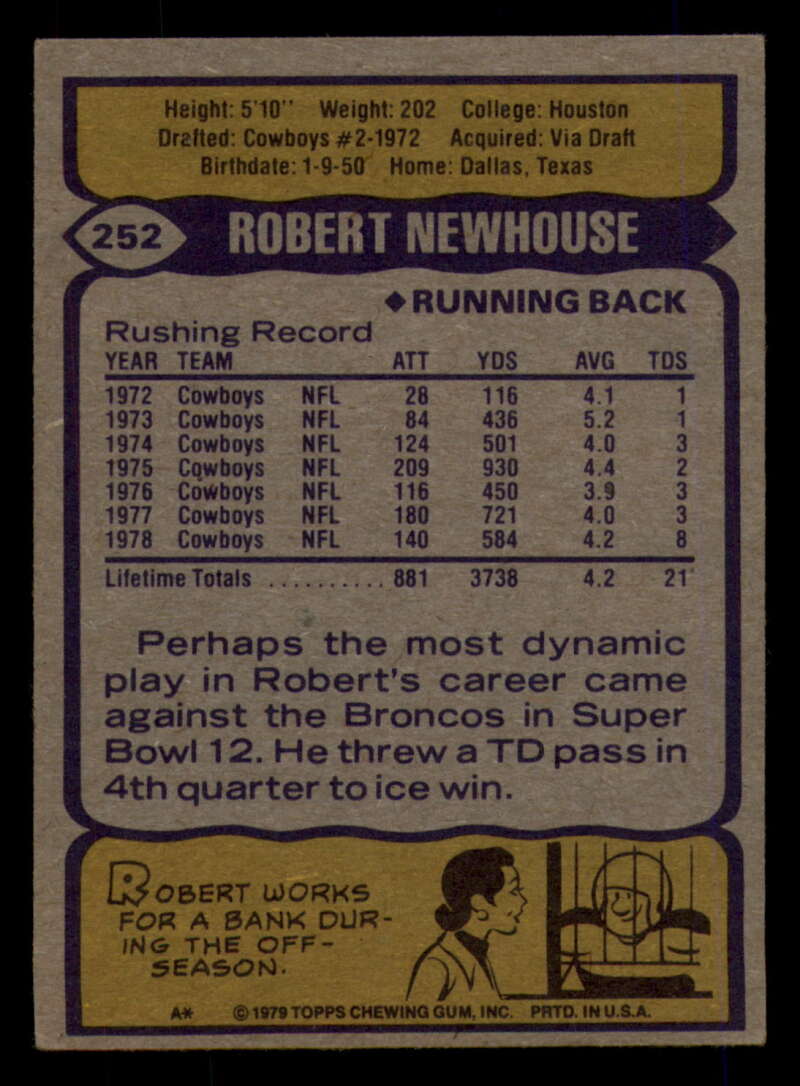 Height: 5'10" Weight: 202 College: Houston
Drafted: Cowboys #2-1972 Acquired: Via Draft
Birthdate: 1-9-50 Home: Dallas, Texas
252 ROBERT NEWHOUSE
◆RUNNING BACK
Rushing Record
YEAR TEAM ATT YDS AVG TDS
1972 Cowboys NFL 28 116 4.1 1
1973 Cowboys NFL 84 436 5.2 1
1974 Cowboys NFL 124 501 4.0 3
1975 Cowboys NFL 209 930 4.4 2
1976 Cowboys NFL 116 450 3.9 3
1977 Cowboys NFL 180 721 4.0 3
1978 Cowboys NFL 140 584 4.2 8
Lifetime Totals .......... 881 3738 4.2 21
Perhaps the most dynamic
play in Robert's career came
against the Broncos in Super
Bowl 12. He threw a TD pass in
4th quarter to ice win.
ROBERT WORKS
FOR A BANK DUR-
ING THE OFF-
SEASON.
A* ©1979 TOPPS CHEWING GUM, INC. PRTD. IN U.S.A.